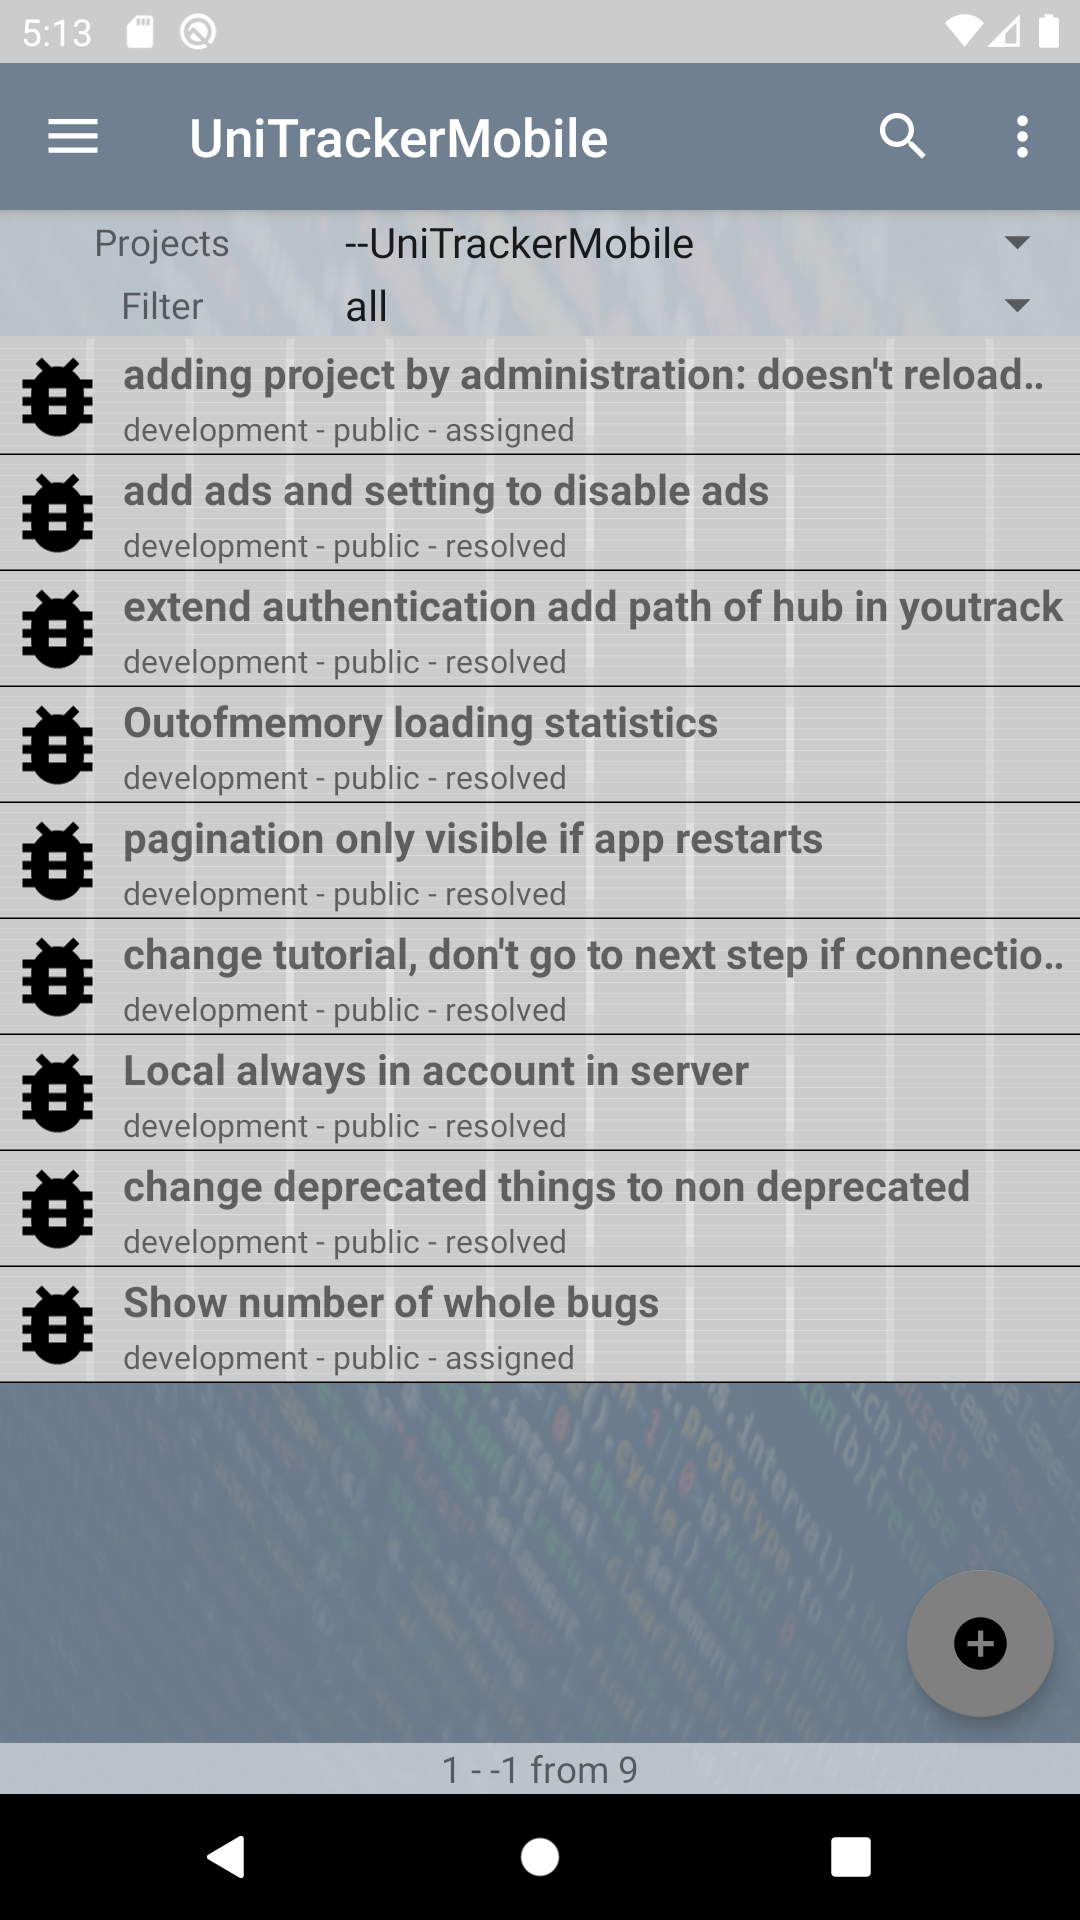 5:13
UniTrackerMobile
Projects --UniTrackerMobile
Filter all
adding project by administration: doesn't reload..
development - public - assigned
add ads and setting to disable ads
development - public - resolved
extend authentication add path of hub in youtrack
development - public - resolved
Outofmemory loading statistics
development - public - resolved
pagination only visible if app restarts
development - public - resolved
change tutorial, don't go to next step if connectio..
development - public - resolved
Local always in account in server
development - public - resolved
change deprecated things to non deprecated
development - public - resolved
Show number of whole bugs
development - public - assigned
1 - -1 from 9